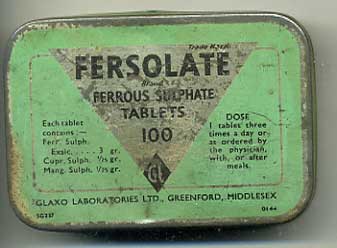 Trade Mark
FERSOLATE
Brand
FERROUS SULPHATE
TABLETS
100
Each tablet
contains :—
Ferr. Sulph.
Exsic. . . . . 3 gr.
Cupr. Sulph. 1/25 gr.
Mang. Sulph. 1/25 gr.
DOSE
1 tablet three
times a day or
as ordered by
the physician,
with, or after
meals.
G
GLAXO LABORATORIES LTD., GREENFORD, MIDDLESEX